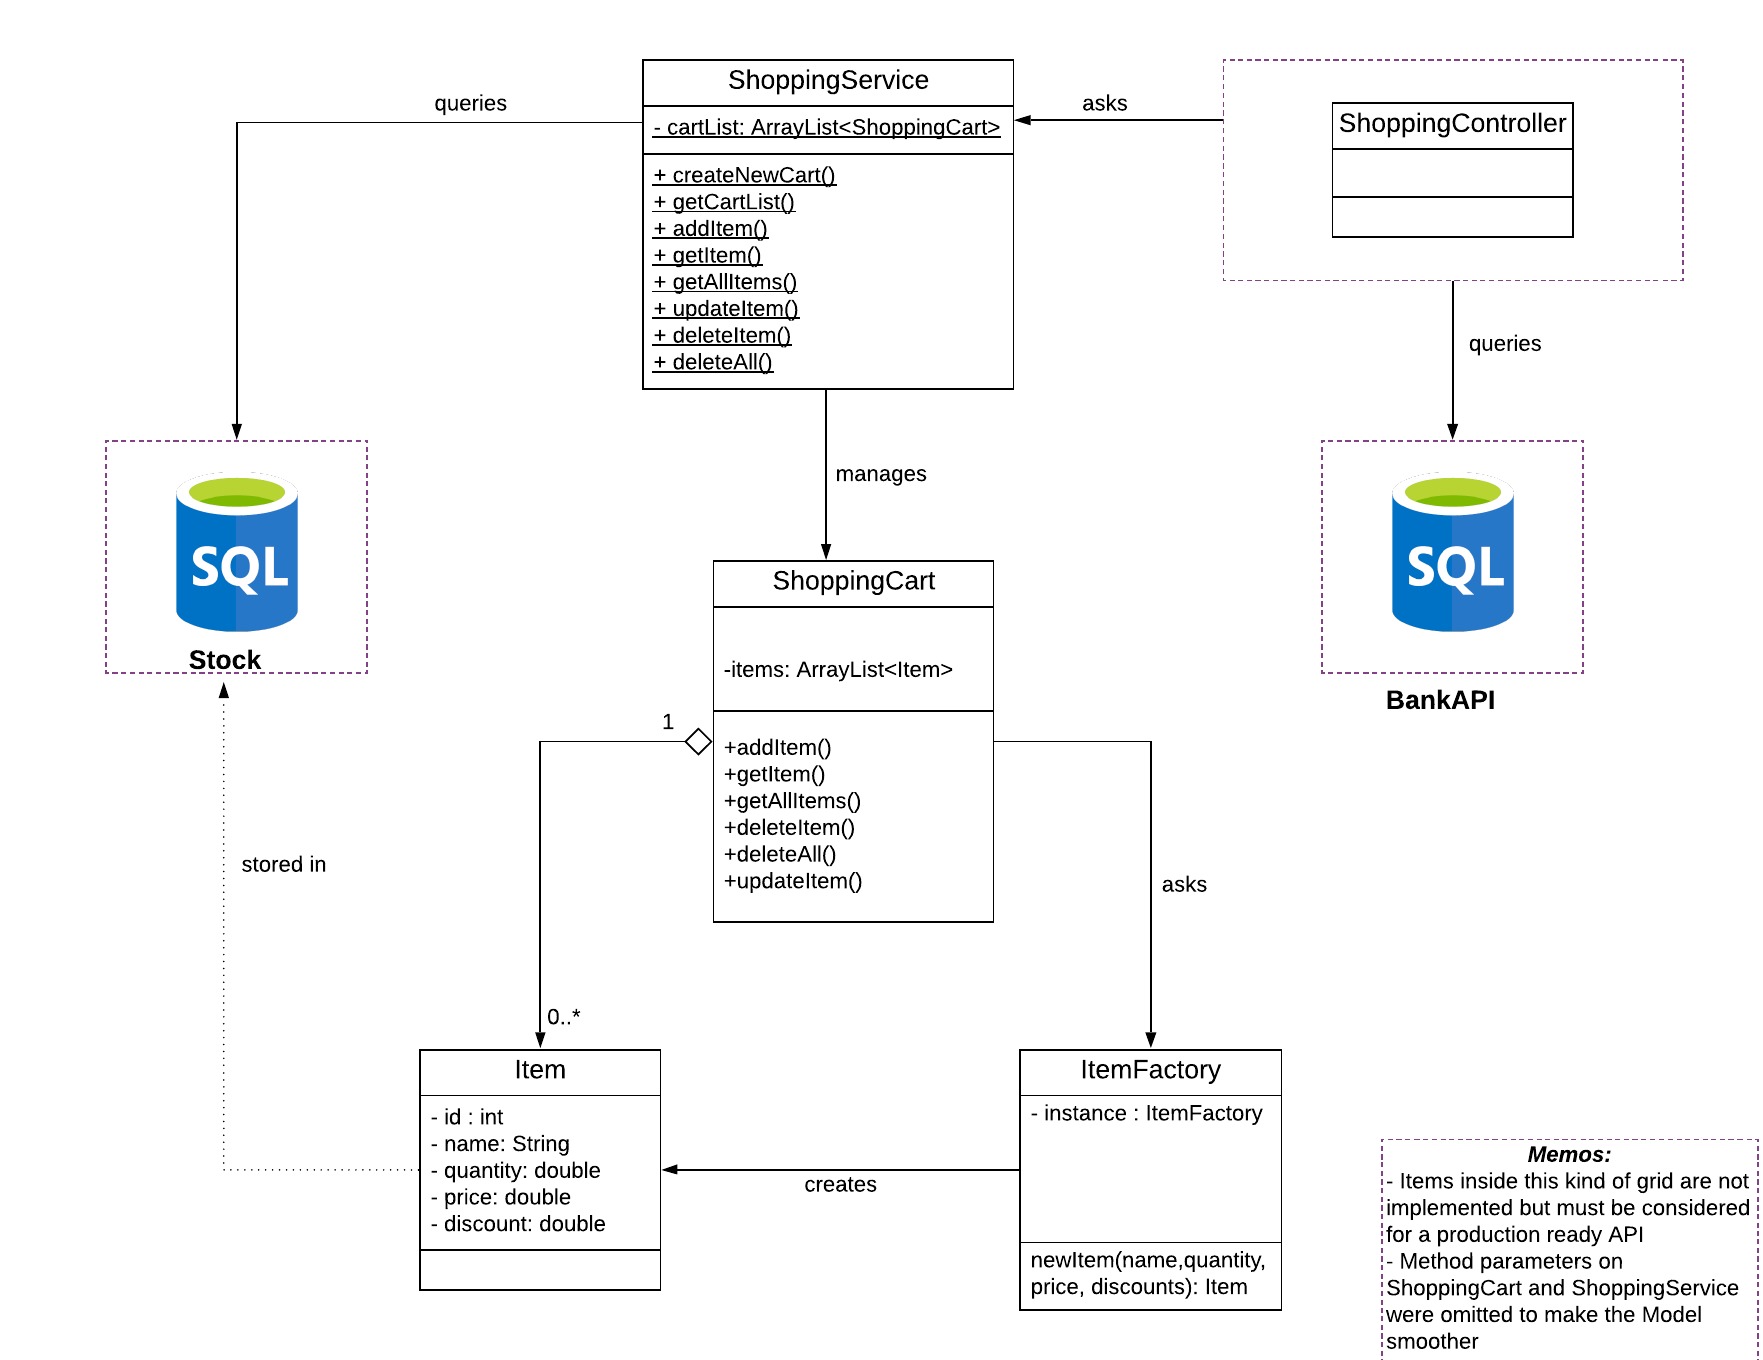 ShoppingService
- cartList: ArrayList<ShoppingCart>
+ createNewCart()
+ getCartList()
+ addItem()
+ getItem()
+ getAllItems()
+ updateItem()
+ deleteItem()
+ deleteAll()
queries
asks
ShoppingController
queries
manages
SQL
Stock
SQL
BankAPI
ShoppingCart
-items: ArrayList<Item>
+addItem()
+getItem()
+getAllItems()
+deleteItem()
+deleteAll()
+updateItem()
1
0..*
stored in
asks
Item
- id : int
- name: String
- quantity: double
- price: double
- discount: double
creates
ItemFactory
- instance : ItemFactory
newItem(name,quantity,
price, discounts): Item
Memos:
- Items inside this kind of grid are not
implemented but must be considered
for a production ready API
- Method parameters on
ShoppingCart and ShoppingService
were omitted to make the Model
smoother